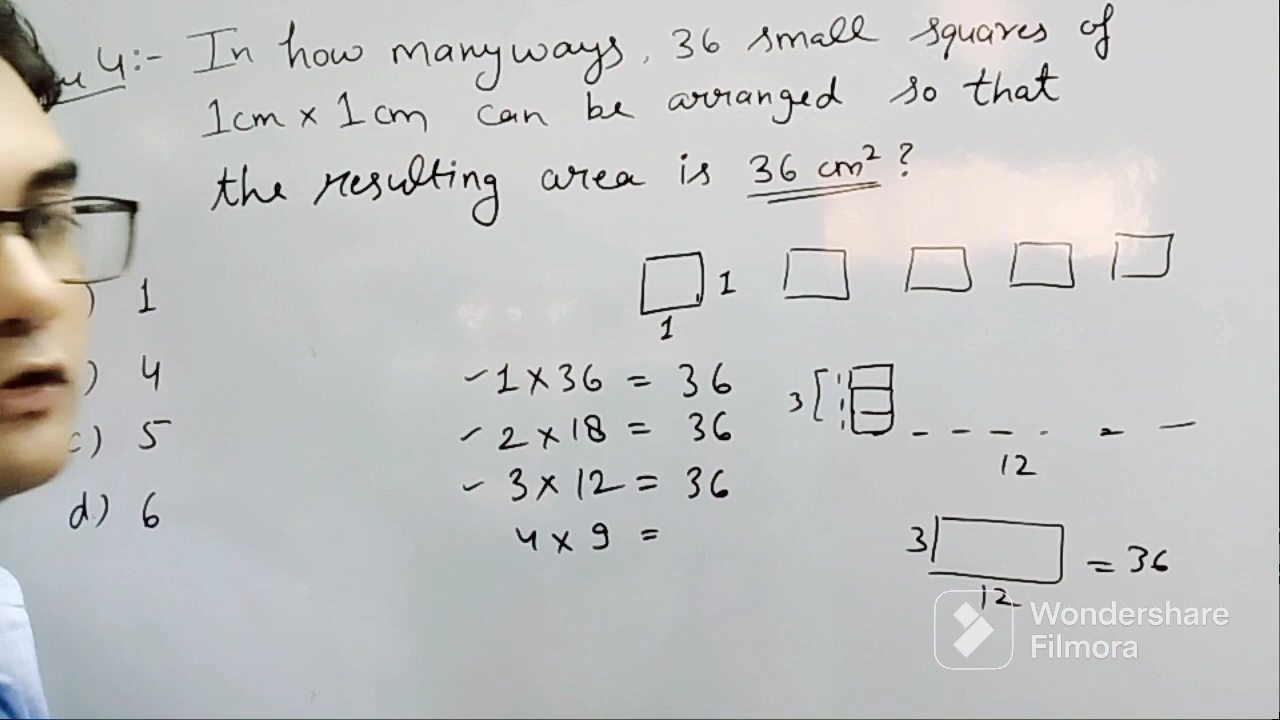 4:- In how many ways, 36 small squares of
1cm x 1cm can be arranged so that
the resulting area is 36 cm² ?
) 1
) 4
c) 5
d) 6
1
1
1 x 36 = 36
2 x 18 = 36
3 x 12 = 36
4 x 9 =
3
12
3
12
= 36
Wondershare
Filmora